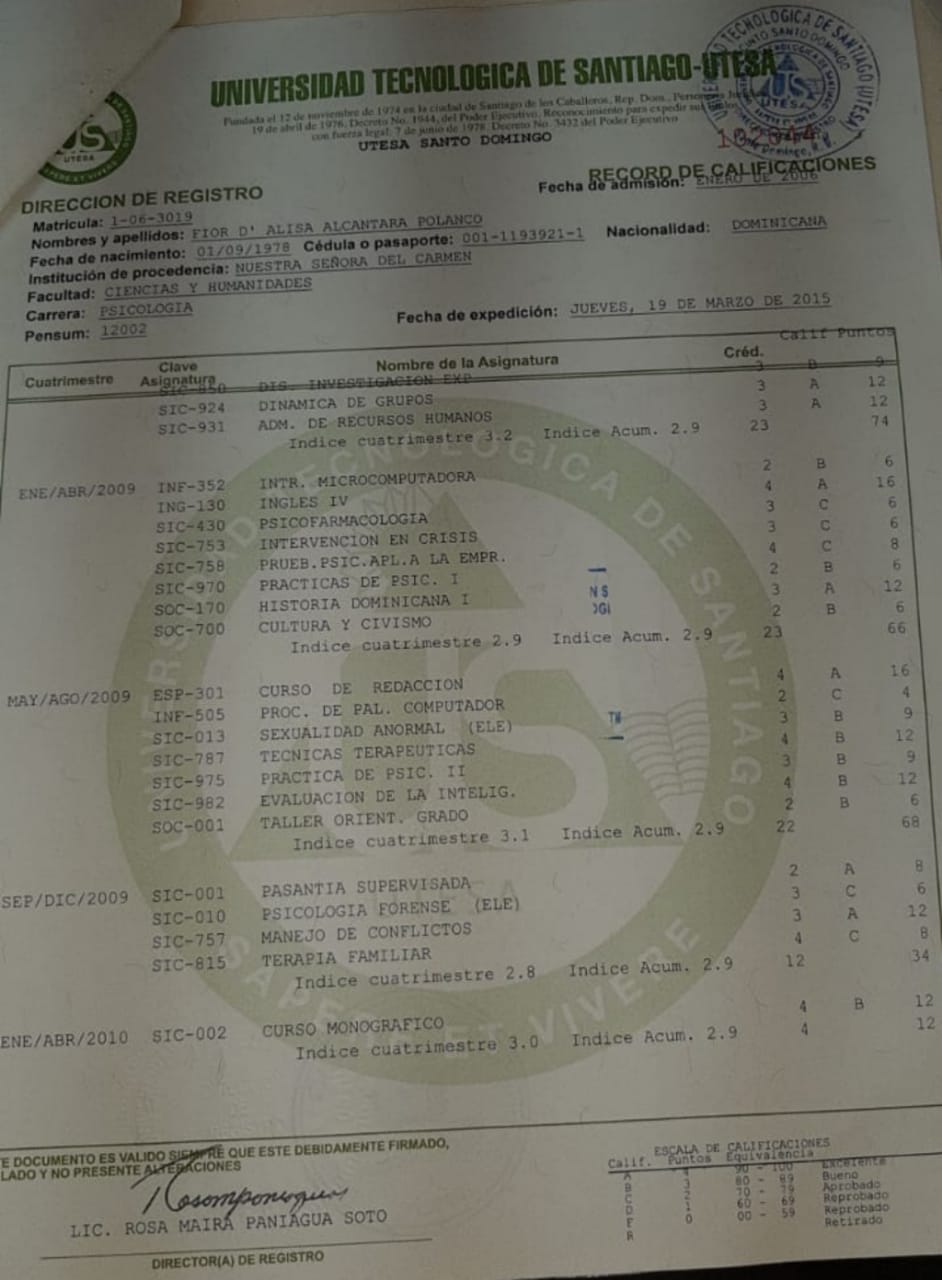 UNIVERSIDAD TECNOLOGICA DE SANTIAGO-UTESA
Fundada el 12 de noviembre de 1974 en la ciudad de Santiago de los Caballeros, Rep. Dom., Personería
19 de abril de 1976, Decreto No. 1944, del Poder Ejecutivo, Reconocimiento para expedir
con fuerza legal: 7 de junio de 1978, Decreto No. 3432 del Poder Ejecutivo
UTESA SANTO DOMINGO
RECORD DE CALIFICACIONES
DIRECCION DE REGISTRO
Fecha de admisión: ENERO DE 2006
Matrícula: 1-06-3019
Nombres y apellidos: FIOR D' ALISA ALCANTARA POLANCO
Fecha de nacimiento: 01/09/1978 Cédula o pasaporte: 001-1193921-1 Nacionalidad: DOMINICANA
Institución de procedencia: NUESTRA SEÑORA DEL CARMEN
Facultad: CIENCIAS Y HUMANIDADES
Carrera: PSICOLOGIA
Pensum: 12002
Fecha de expedición: JUEVES, 19 DE MARZO DE 2015
Cuatrimestre Clave Asignatura Nombre de la Asignatura Créd. Calif Puntos
SIC-850 DIS. INVESTIGACION EXP 3 B 9
SIC-924 DINAMICA DE GRUPOS 3 A 12
SIC-931 ADM. DE RECURSOS HUMANOS 3 A 12
Indice cuatrimestre 3.2 Indice Acum. 2.9 23 74
ENE/ABR/2009 INF-352 INTR. MICROCOMPUTADORA 2 B 6
ING-130 INGLES IV 4 A 16
SIC-430 PSICOFARMACOLOGIA 3 C 6
SIC-753 INTERVENCION EN CRISIS 3 C 6
SIC-758 PRUEB.PSIC.APL.A LA EMPR. 4 C 8
SIC-970 PRACTICAS DE PSIC. I 2 B 6
SOC-170 HISTORIA DOMINICANA I 3 A 12
SOC-700 CULTURA Y CIVISMO 2 B 6
Indice cuatrimestre 2.9 Indice Acum. 2.9 23 66
MAY/AGO/2009 ESP-301 CURSO DE REDACCION 4 A 16
INF-505 PROC. DE PAL. COMPUTADOR 2 C 4
SIC-013 SEXUALIDAD ANORMAL (ELE) 3 B 9
SIC-787 TECNICAS TERAPEUTICAS 4 B 12
SIC-975 PRACTICA DE PSIC. II 3 B 9
SIC-982 EVALUACION DE LA INTELIG. 4 B 12
SOC-001 TALLER ORIENT. GRADO 2 B 6
Indice cuatrimestre 3.1 Indice Acum. 2.9 22 68
SEP/DIC/2009 SIC-001 PASANTIA SUPERVISADA 2 A 8
SIC-010 PSICOLOGIA FORENSE (ELE) 3 C 6
SIC-757 MANEJO DE CONFLICTOS 3 A 12
SIC-815 TERAPIA FAMILIAR 4 C 8
Indice cuatrimestre 2.8 Indice Acum. 2.9 12 34
ENE/ABR/2010 SIC-002 CURSO MONOGRAFICO 4 B 12
Indice cuatrimestre 3.0 Indice Acum. 2.9 4 12
E DOCUMENTO ES VALIDO SIEMPRE QUE ESTE DEBIDAMENTE FIRMADO,
LADO Y NO PRESENTE ALTERACIONES
LIC. ROSA MAIRA PANIAGUA SOTO
DIRECTOR(A) DE REGISTRO
ESCALA DE CALIFICACIONES
Calif. Puntos Equivalencia
A 4 90 - 100 Excelente
B 3 80 - 89 Bueno
C 2 70 - 79 Aprobado
D 1 60 - 69 Reprobado
F 0 00 - 59 Reprobado
R Retirado